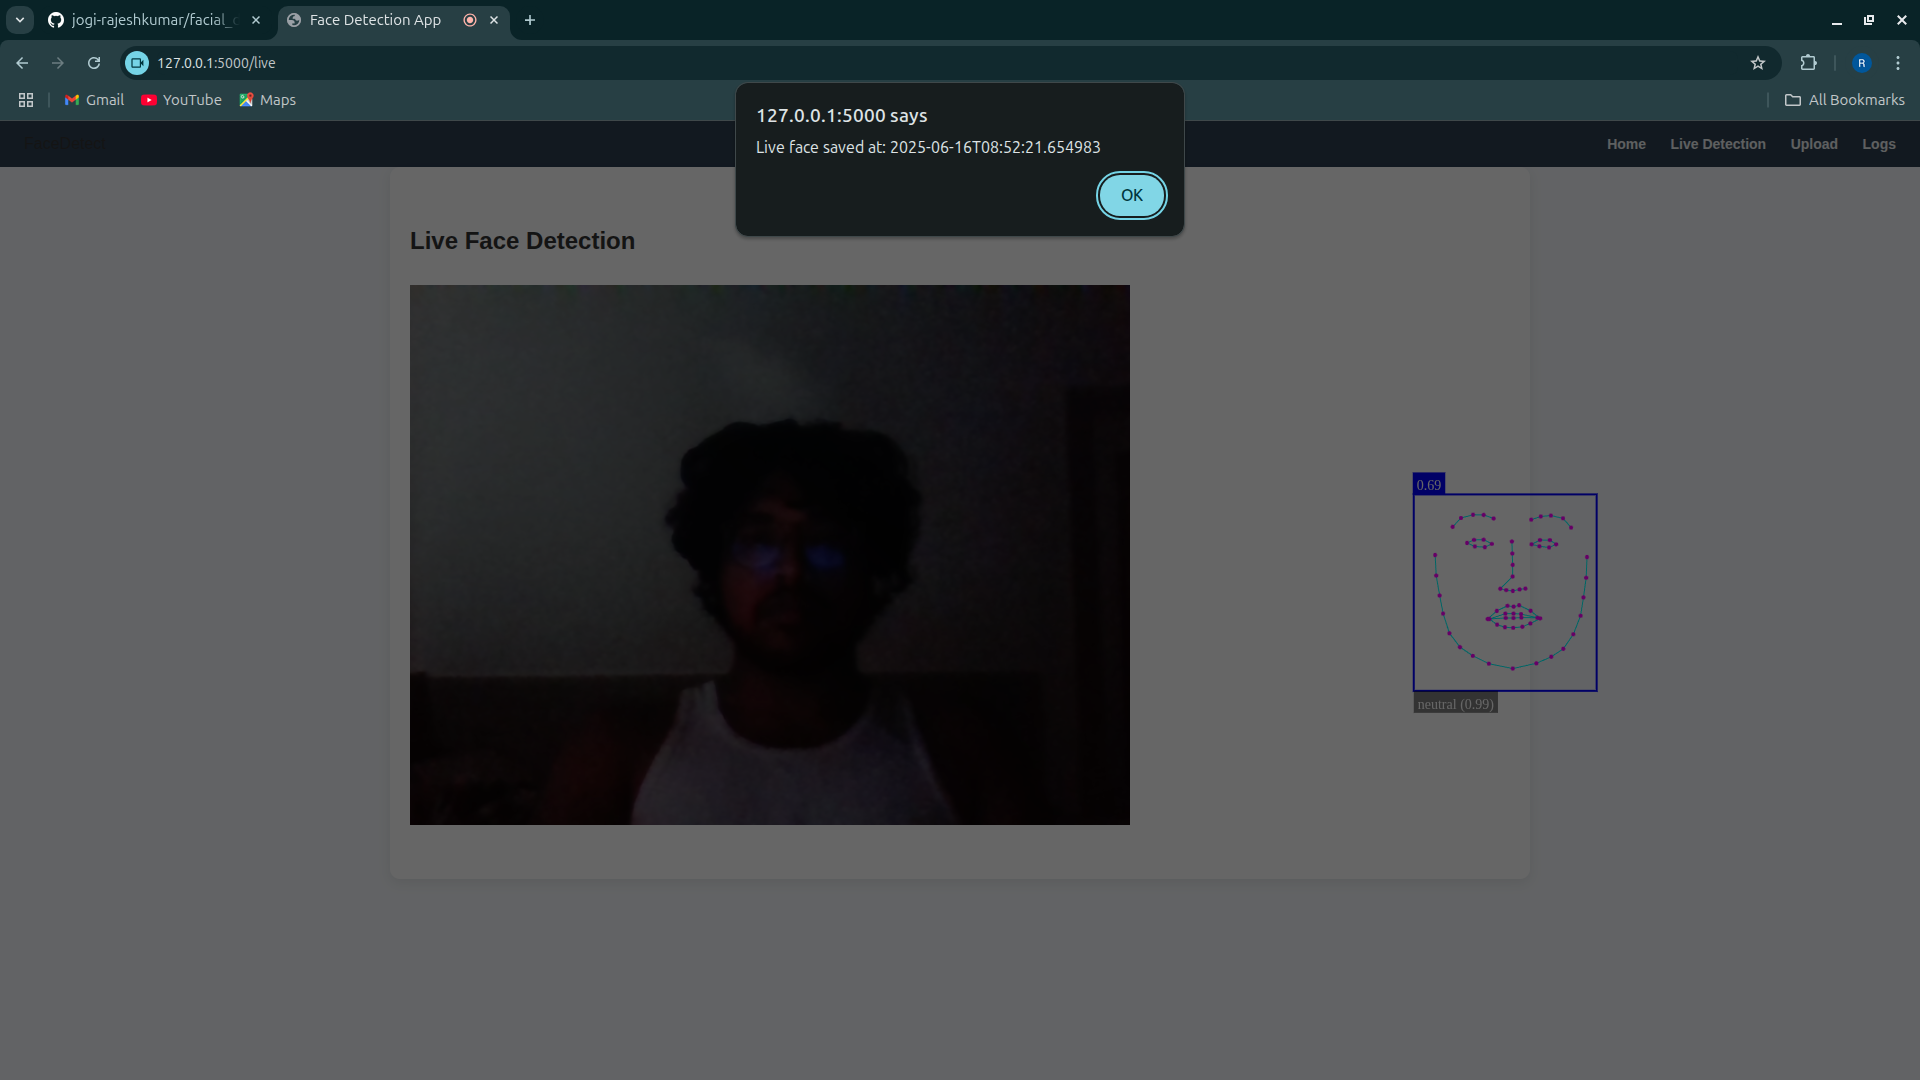 jogi-rajeshkumar/facial_
Face Detection App
127.0.0.1:5000/live
R
Gmail
YouTube
Maps
All Bookmarks
127.0.0.1:5000 says
Live face saved at: 2025-06-16T08:52:21.654983
OK
FaceDetect
Home
Live Detection
Upload
Logs
Live Face Detection
0.69
neutral (0.99)